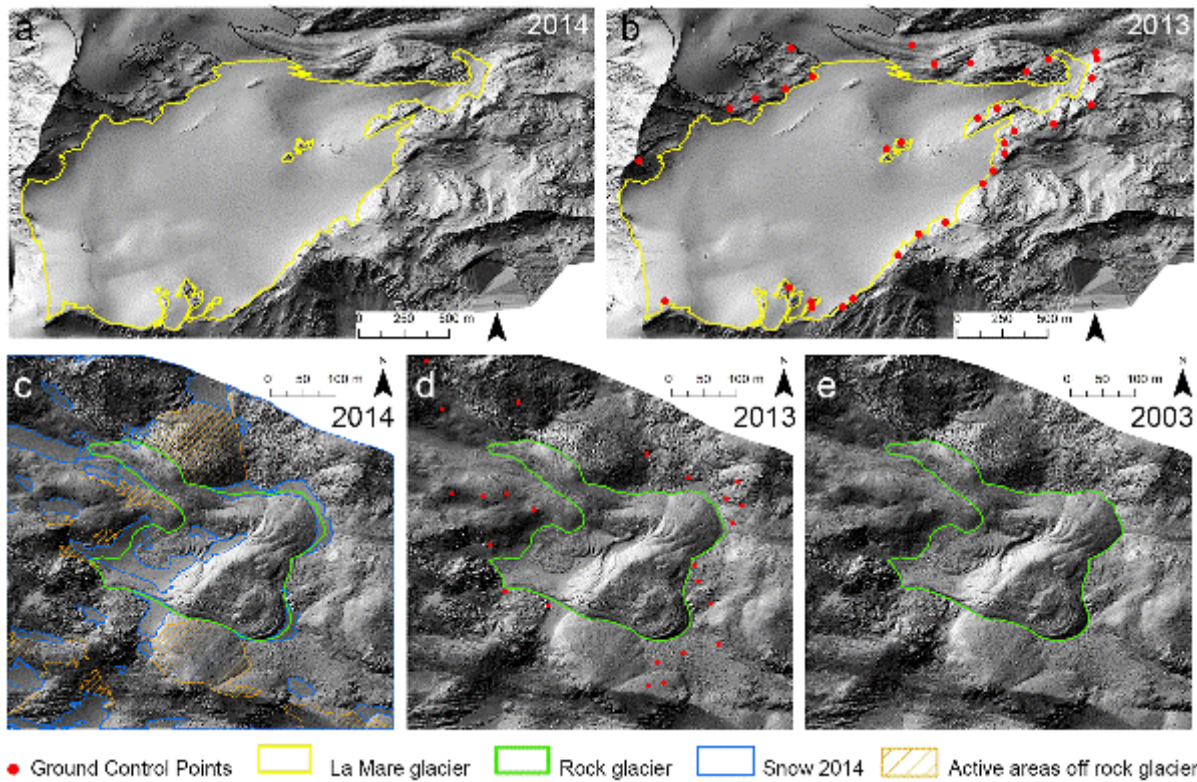 a 2014
b 2013
0 250 500 m
N
0 250 500 m
N
c 2014
0 50 100 m
N
d 2013
0 50 100 m
N
e 2003
0 50 100 m
N
Ground Control Points La Mare glacier Rock glacier Snow 2014 Active areas off rock glacier